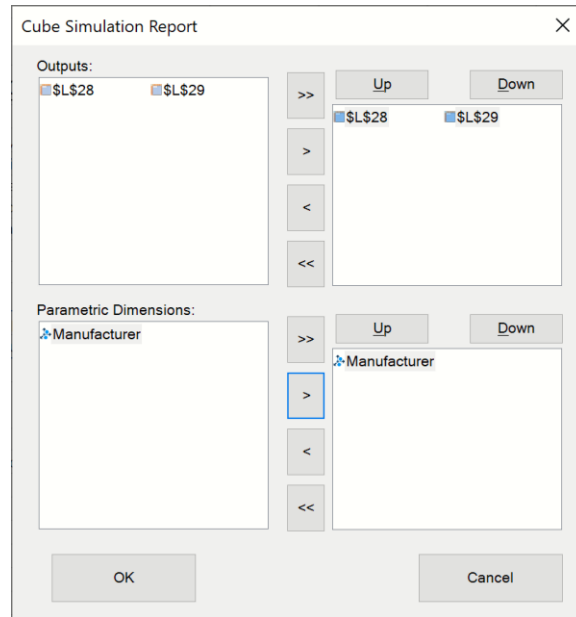 Cube Simulation Report
Outputs:
$L$28 $L$29
>>
>
<
<<
Up Down
$L$28 $L$29
Parametric Dimensions:
Manufacturer
>>
>
<
<<
Up Down
Manufacturer
OK Cancel